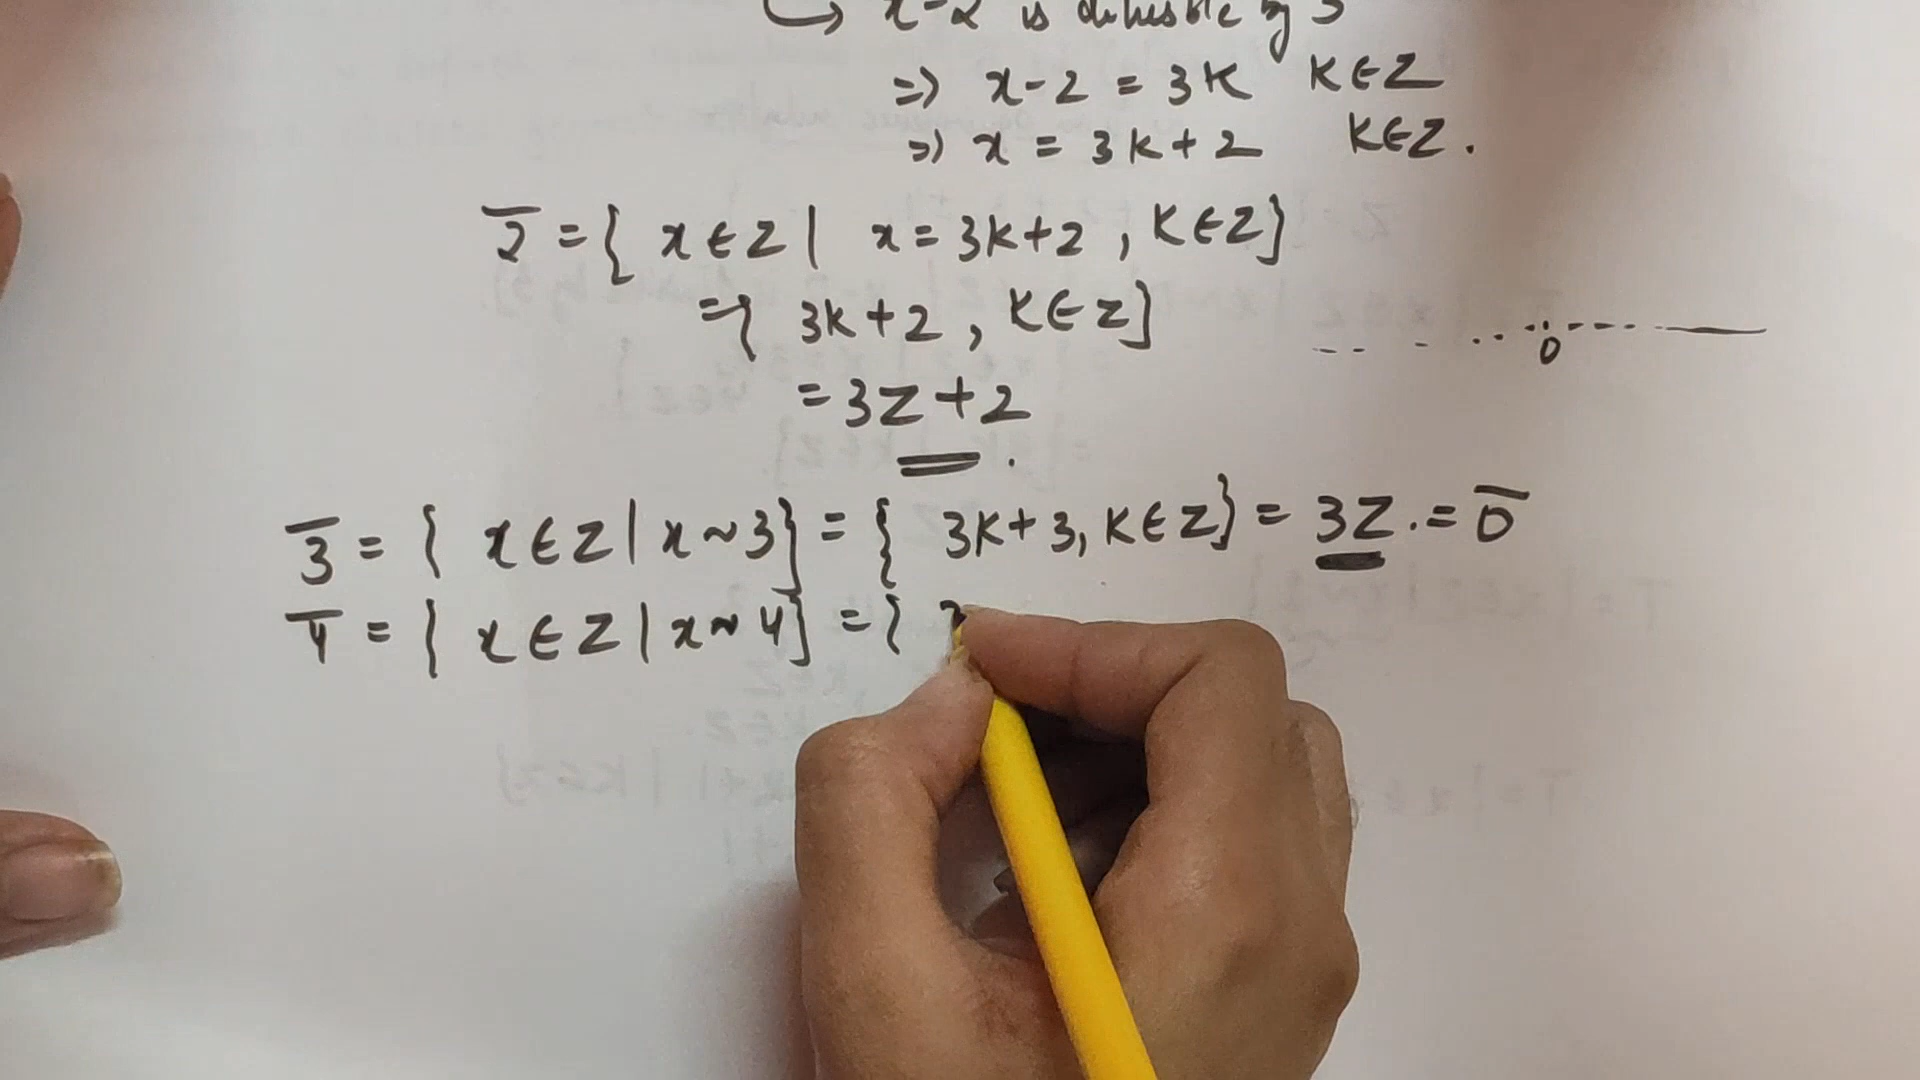 ↳ x-2 is divisible by 3
=> x-2 = 3K K∈Z
=> x = 3K+2 K∈Z.
2̅ = { x∈Z | x=3K+2, K∈Z}
={ 3K+2, K∈Z}
=3Z+2
.
3̅ = { x∈Z | x~3} = { 3K+3, K∈Z} = 3Z. = 0̅
4̅ = { x∈Z | x~4} = {
0